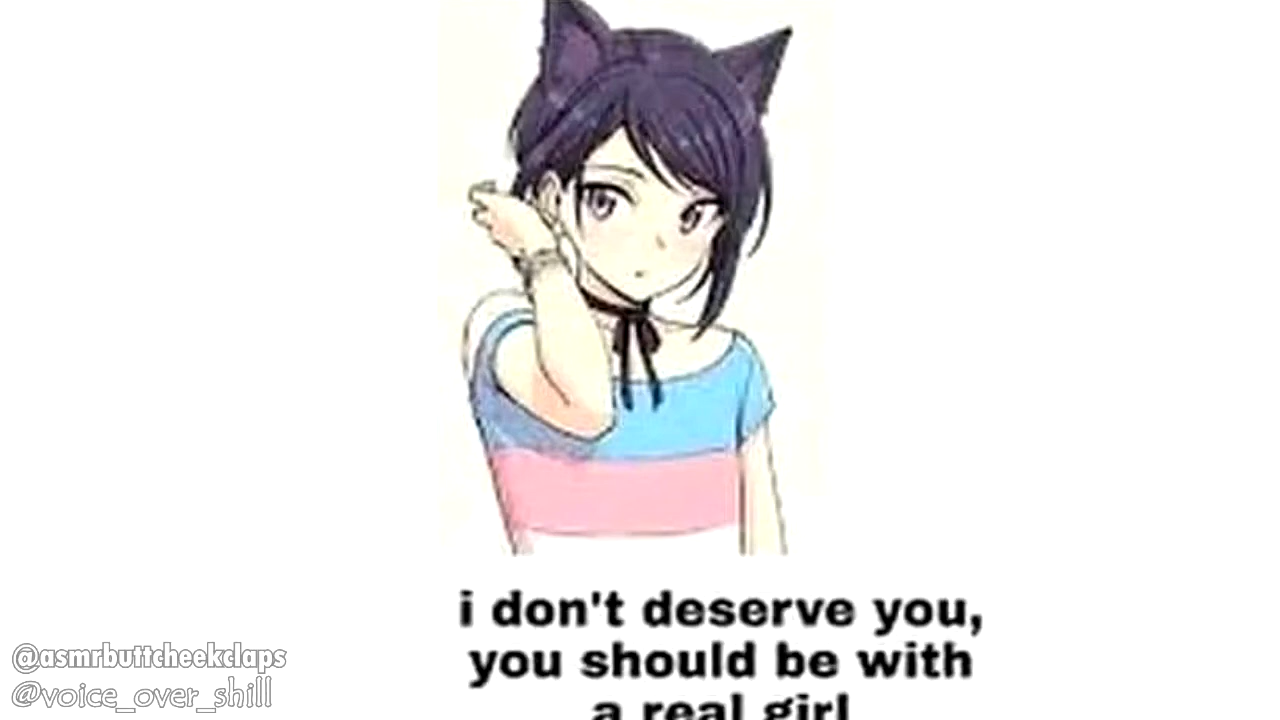 i don't deserve you,
you should be with
a real girl
@asmrbuttcheekclaps
@voice_over_shill